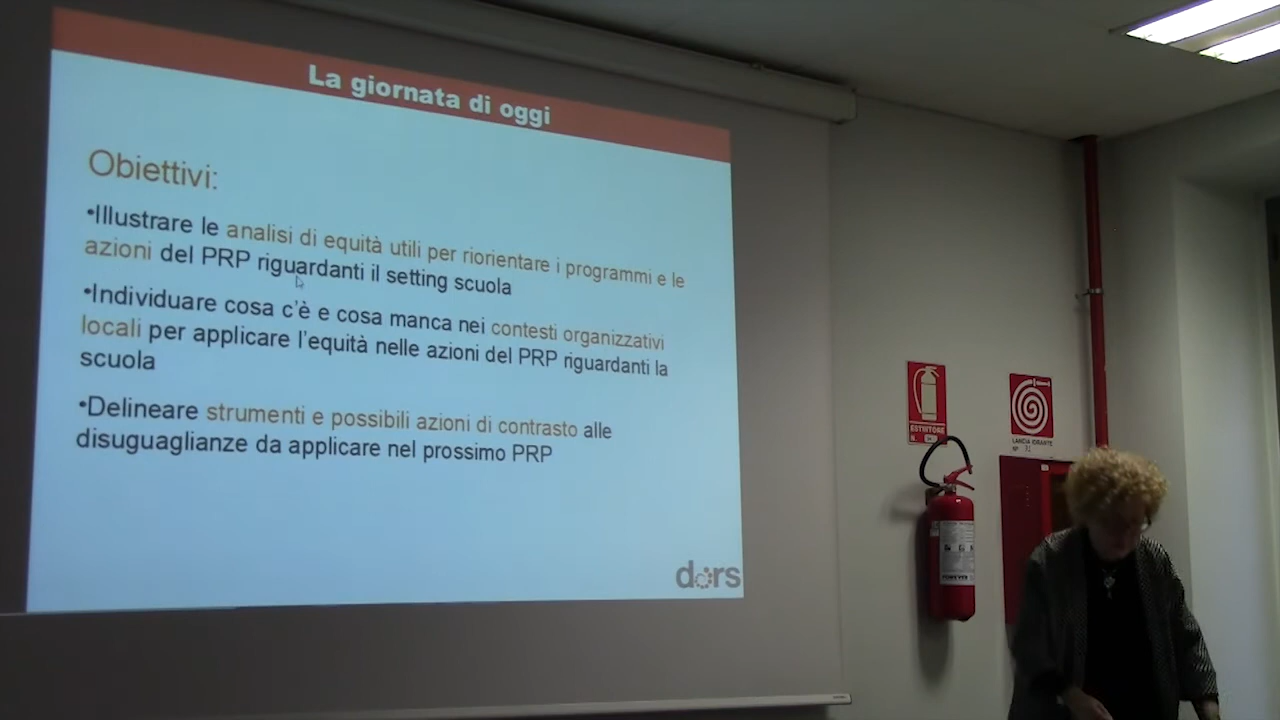 La giornata di oggi
Obiettivi:
•Illustrare le analisi di equità utili per riorientare i programmi e le
azioni del PRP riguardanti il setting scuola
•Individuare cosa c'è e cosa manca nei contesti organizzativi
locali per applicare l'equità nelle azioni del PRP riguardanti la
scuola
•Delineare strumenti e possibili azioni di contrasto alle
disuguaglianze da applicare nel prossimo PRP
dors
ESTINTORE
N.
LANCIA IDRANTE
N° 31